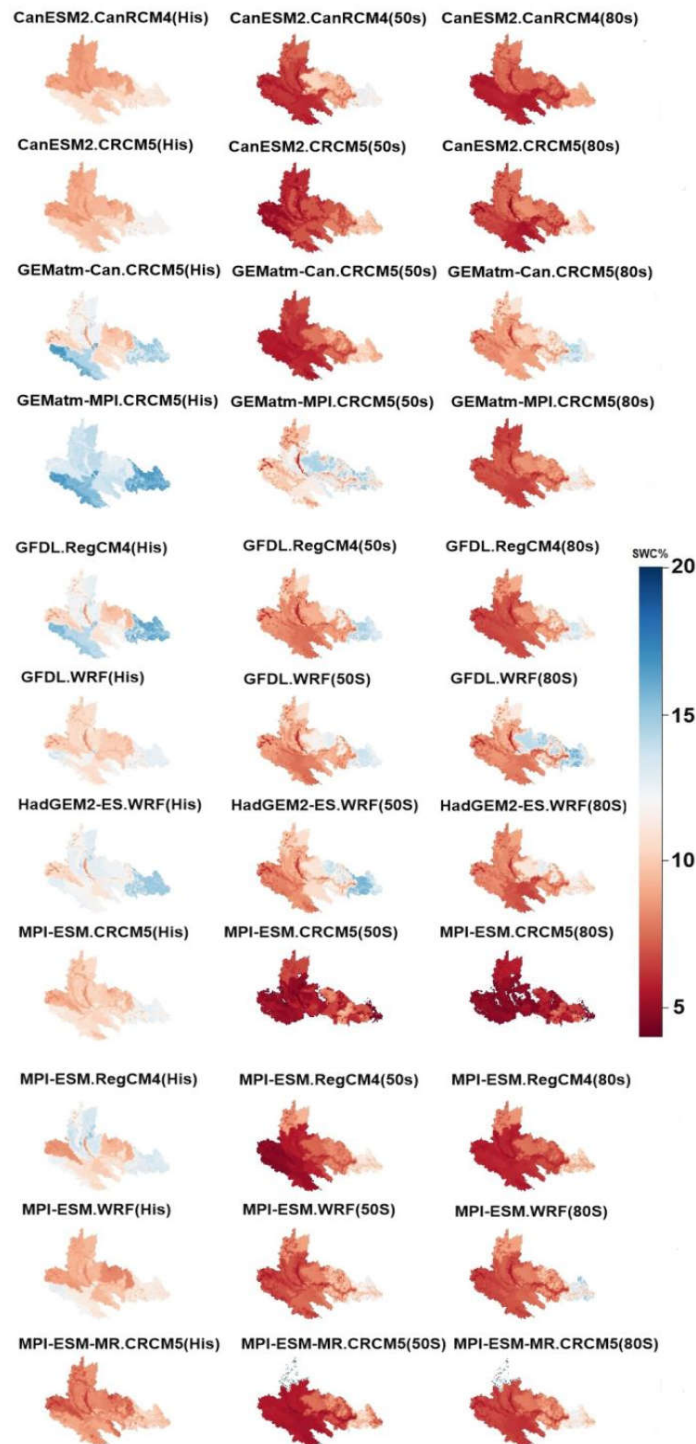 CanESM2.CanRCM4(His) CanESM2.CanRCM4(50s) CanESM2.CanRCM4(80s)
CanESM2.CRCM5(His) CanESM2.CRCM5(50s) CanESM2.CRCM5(80s)
GEMatm-Can.CRCM5(His) GEMatm-Can.CRCM5(50s) GEMatm-Can.CRCM5(80s)
GEMatm-MPI.CRCM5(His) GEMatm-MPI.CRCM5(50s) GEMatm-MPI.CRCM5(80s)
GFDL.RegCM4(His) GFDL.RegCM4(50s) GFDL.RegCM4(80s)
SWC%
20
GFDL.WRF(His) GFDL.WRF(50S) GFDL.WRF(80S)
15
HadGEM2-ES.WRF(His) HadGEM2-ES.WRF(50S) HadGEM2-ES.WRF(80S)
10
MPI-ESM.CRCM5(His) MPI-ESM.CRCM5(50S) MPI-ESM.CRCM5(80S)
5
MPI-ESM.RegCM4(His) MPI-ESM.RegCM4(50s) MPI-ESM.RegCM4(80s)
MPI-ESM.WRF(His) MPI-ESM.WRF(50S) MPI-ESM.WRF(80S)
MPI-ESM-MR.CRCM5(His) MPI-ESM-MR.CRCM5(50S) MPI-ESM-MR.CRCM5(80S)